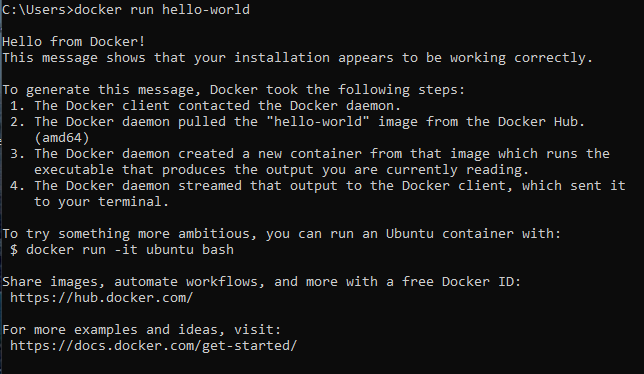 C:\Users>docker run hello-world
Hello from Docker!
This message shows that your installation appears to be working correctly.
To generate this message, Docker took the following steps:
1. The Docker client contacted the Docker daemon.
2. The Docker daemon pulled the "hello-world" image from the Docker Hub.
(amd64)
3. The Docker daemon created a new container from that image which runs the
executable that produces the output you are currently reading.
4. The Docker daemon streamed that output to the Docker client, which sent it
to your terminal.
To try something more ambitious, you can run an Ubuntu container with:
$ docker run -it ubuntu bash
Share images, automate workflows, and more with a free Docker ID:
https://hub.docker.com/
For more examples and ideas, visit:
https://docs.docker.com/get-started/